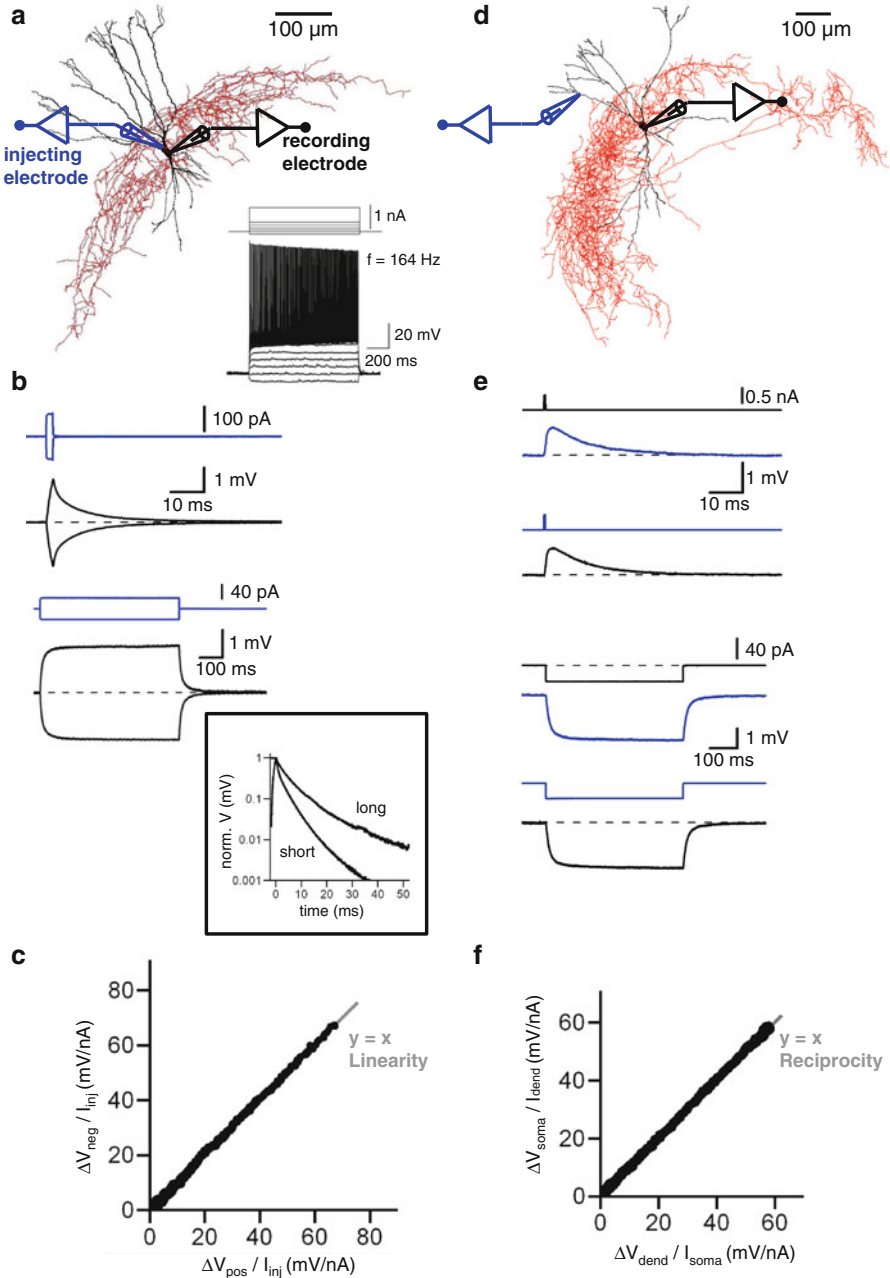 a
100 µm
injecting
electrode
recording
electrode
1 nA
f = 164 Hz
20 mV
200 ms
b
100 pA
1 mV
10 ms
40 pA
1 mV
100 ms
norm. V (mV)
1
0.1
0.01
0.001
long
short
0 10 20 30 40 50
time (ms)
c
ΔVneg / Iinj (mV/nA)
80
60
40
20
0
y = x
Linearity
0 20 40 60 80
ΔVpos / Iinj (mV/nA)
d
100 µm
e
0.5 nA
1 mV
10 ms
40 pA
1 mV
100 ms
f
ΔVsoma / Idend (mV/nA)
60
40
20
0
y = x
Reciprocity
0 20 40 60
ΔVdend / Isoma (mV/nA)